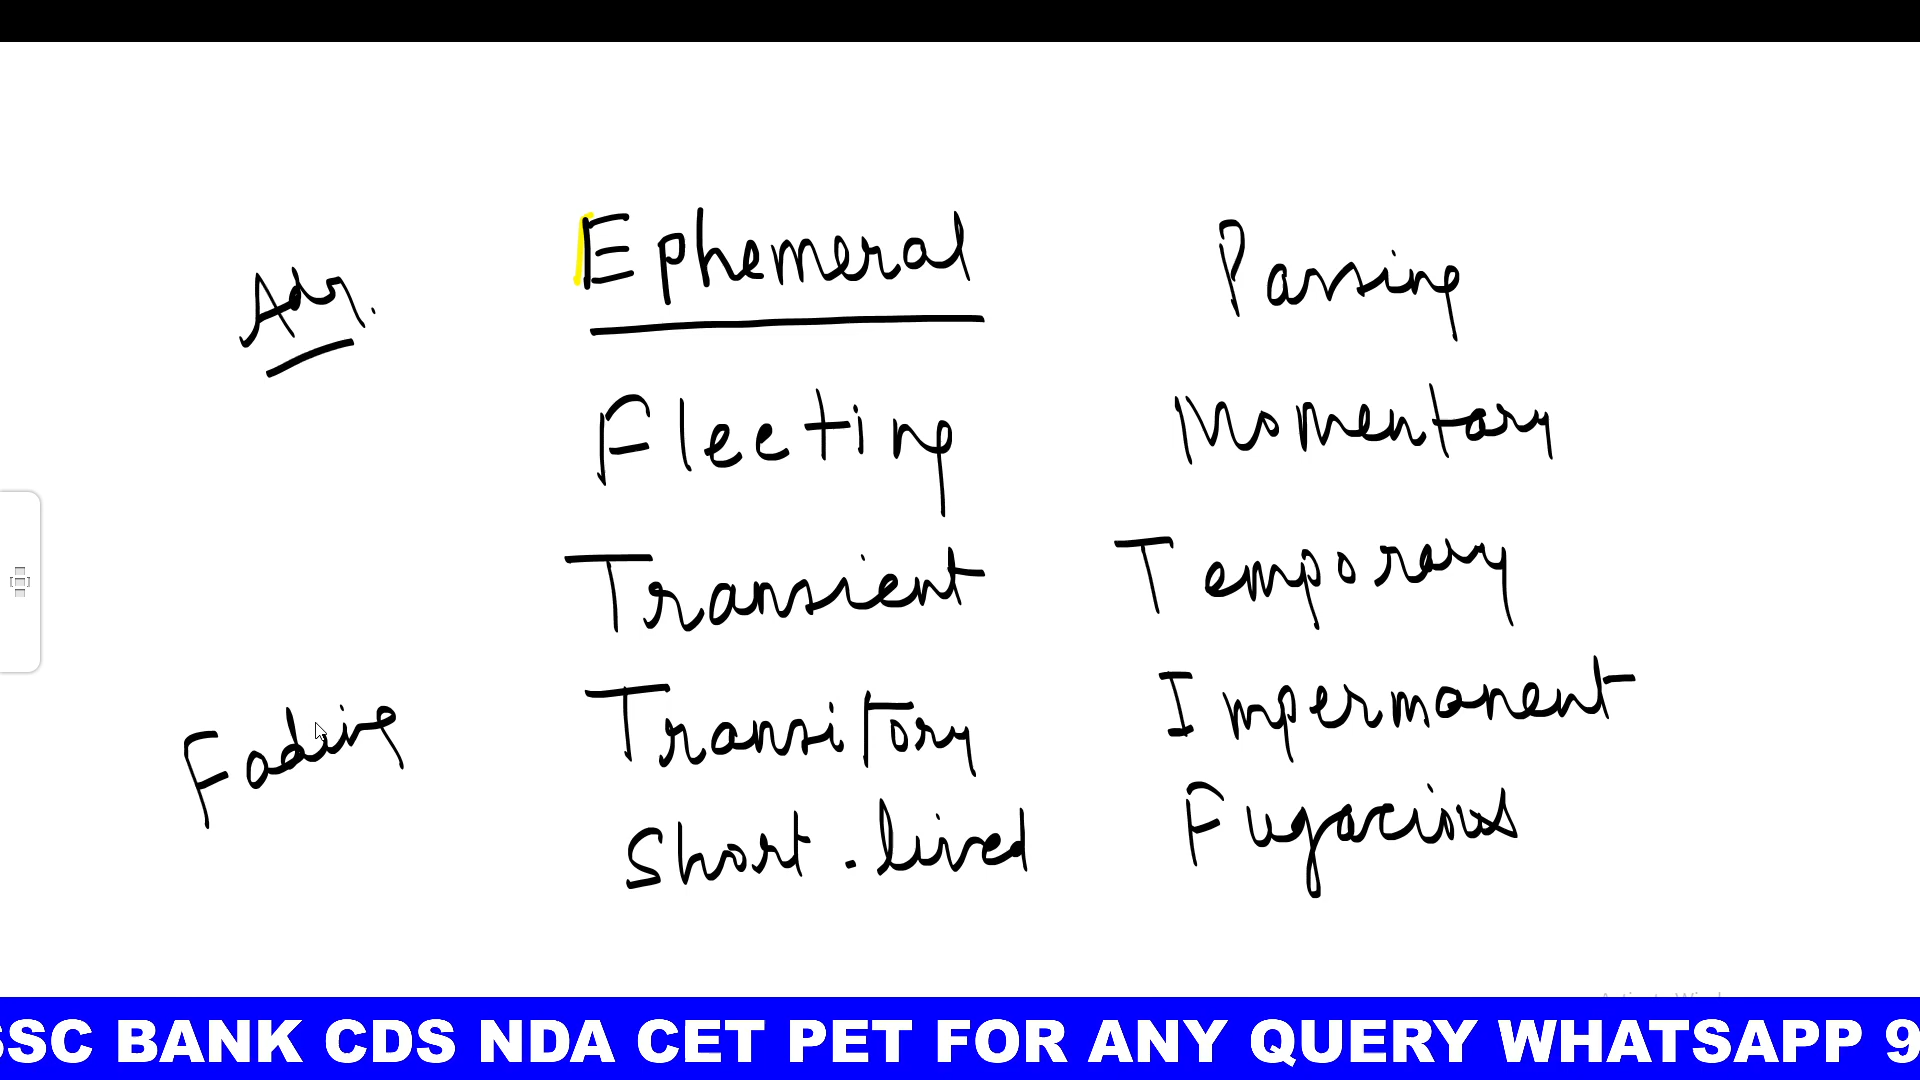 Adj.
Ephemeral
Passing
Fleeting
Momentary
Transient
Temporary
Fading
Transitory
Impermanent
Short-lived
Fugacious
SSC BANK CDS NDA CET PET FOR ANY QUERY WHATSAPP 9